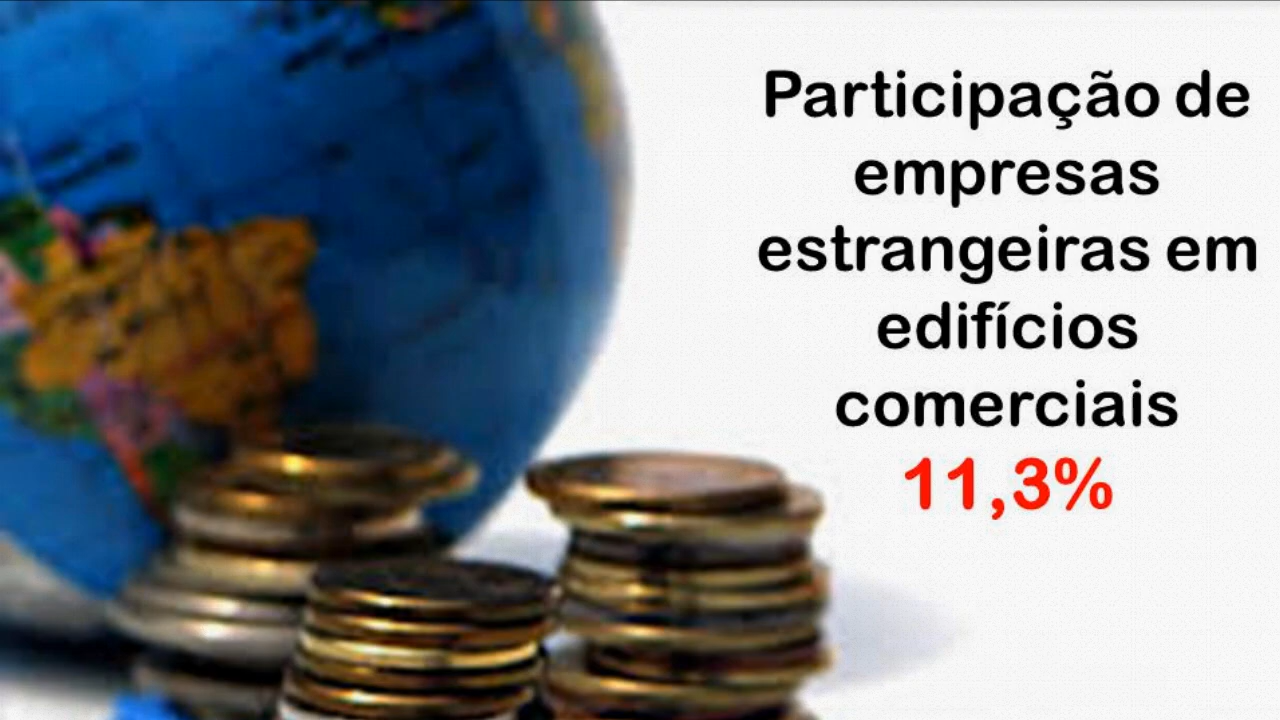 Participação de
empresas
estrangeiras em
edifícios
comerciais
11,3%